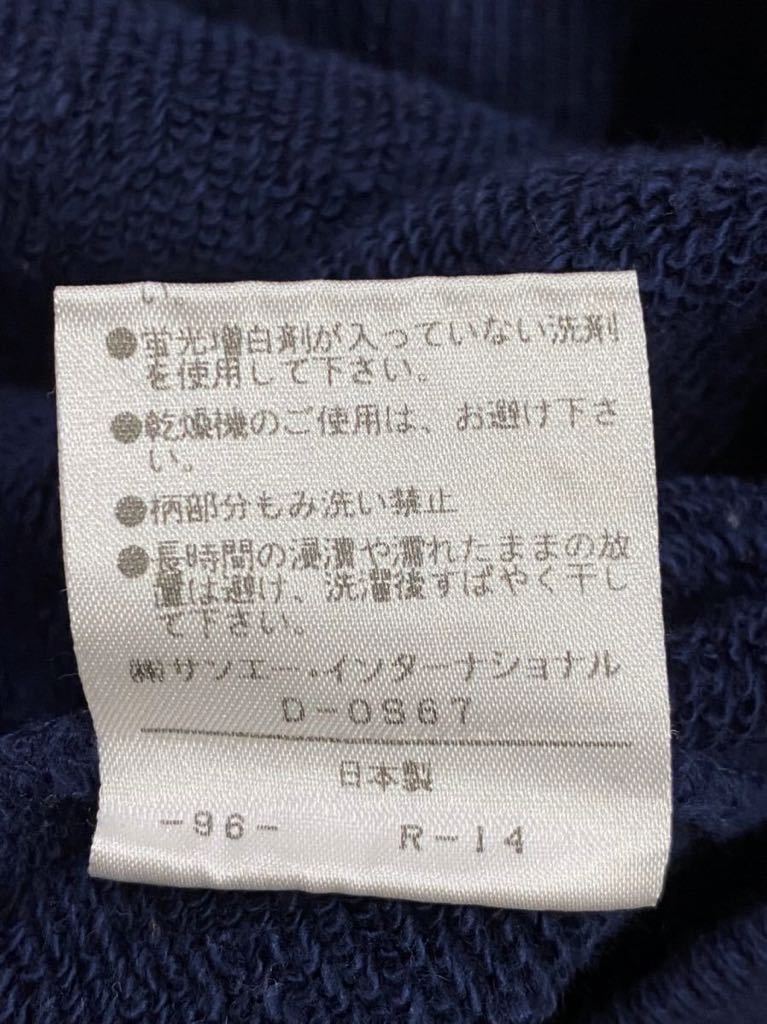 い。
●蛍光増白剤が入っていない洗剤
を使用して下さい。
●乾燥機のご使用は、お避け下さ
い。
●柄部分もみ洗い禁止
●長時間の浸漬や濡れたままの放
置は避け、洗濯後すばやく干し
て下さい。
㈱サンエー・インターナショナル
D-0867
日本製
-96- R-14